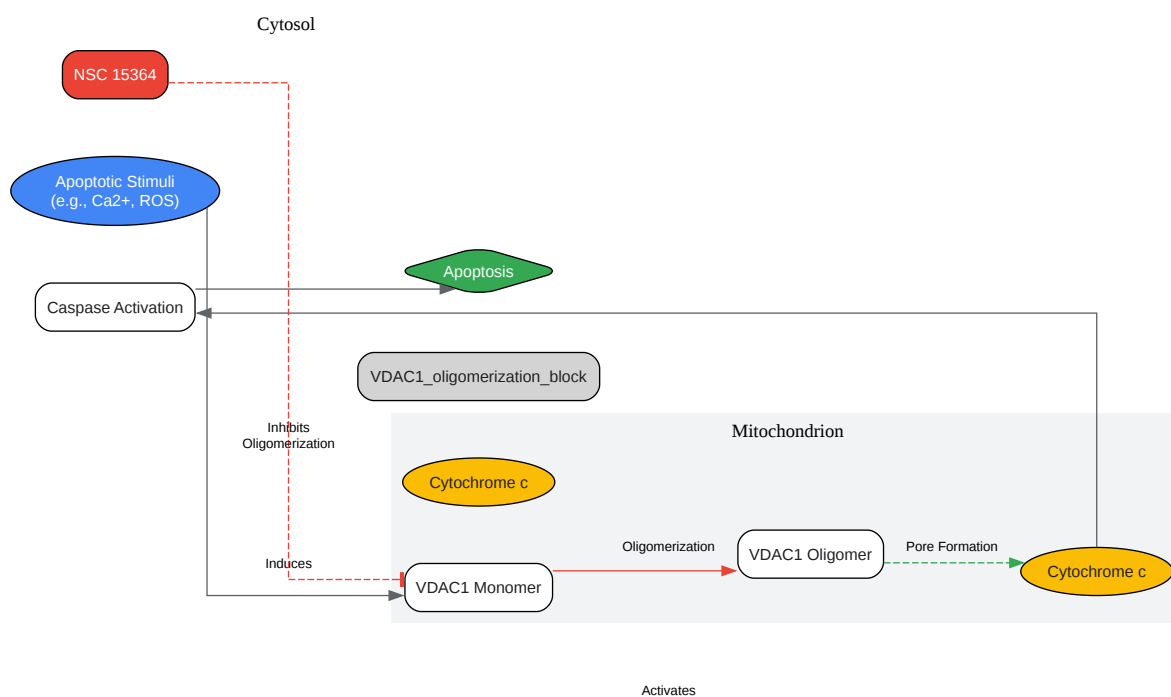 Cytosol
NSC 15364
Apoptotic Stimuli
(e.g., Ca2+, ROS)
Apoptosis
Caspase Activation
VDAC1_oligomerization_block
Inhibits
Oligomerization
Mitochondrion
Cytochrome c
Oligomerization
VDAC1 Oligomer
Pore Formation
Induces
VDAC1 Monomer
Cytochrome c
Activates